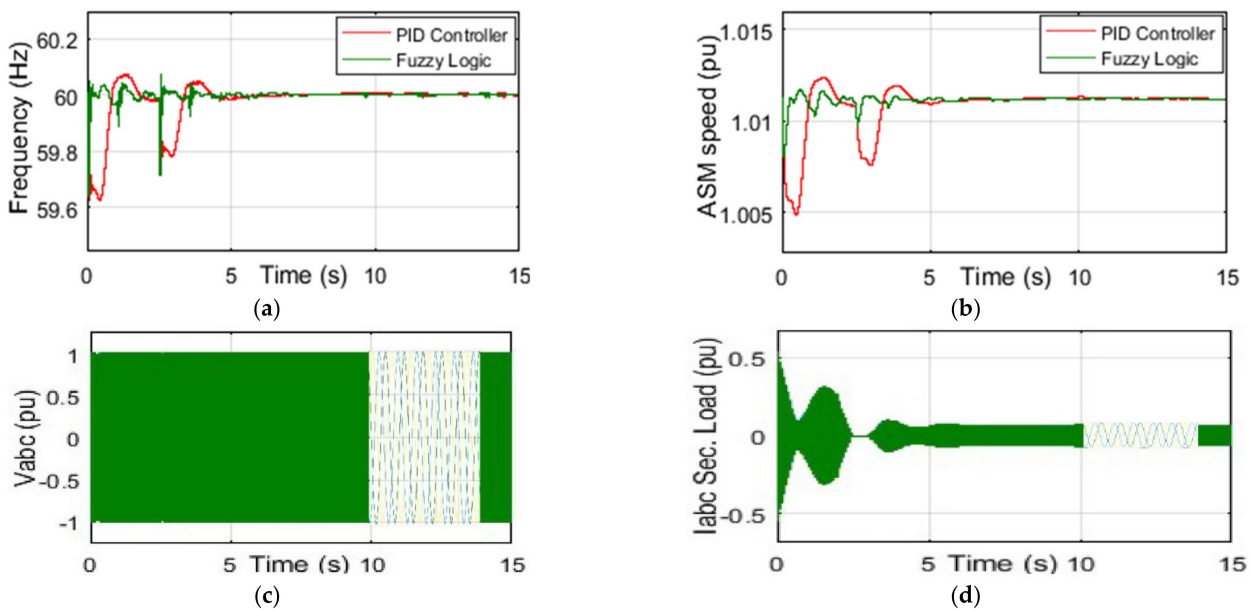 60.2
60
59.8
59.6
Frequency (Hz)
PID Controller
Fuzzy Logic
0 5 10 15
Time (s)
(a)
1.015
1.01
1.005
ASM speed (pu)
PID Controller
Fuzzy Logic
0 5 10 15
Time (s)
(b)
1
0.5
0
-0.5
-1
Vabc (pu)
0 5 10 15
Time (s)
(c)
0.5
0
-0.5
Iabc Sec. Load (pu)
0 5 10 15
Time (s)
(d)